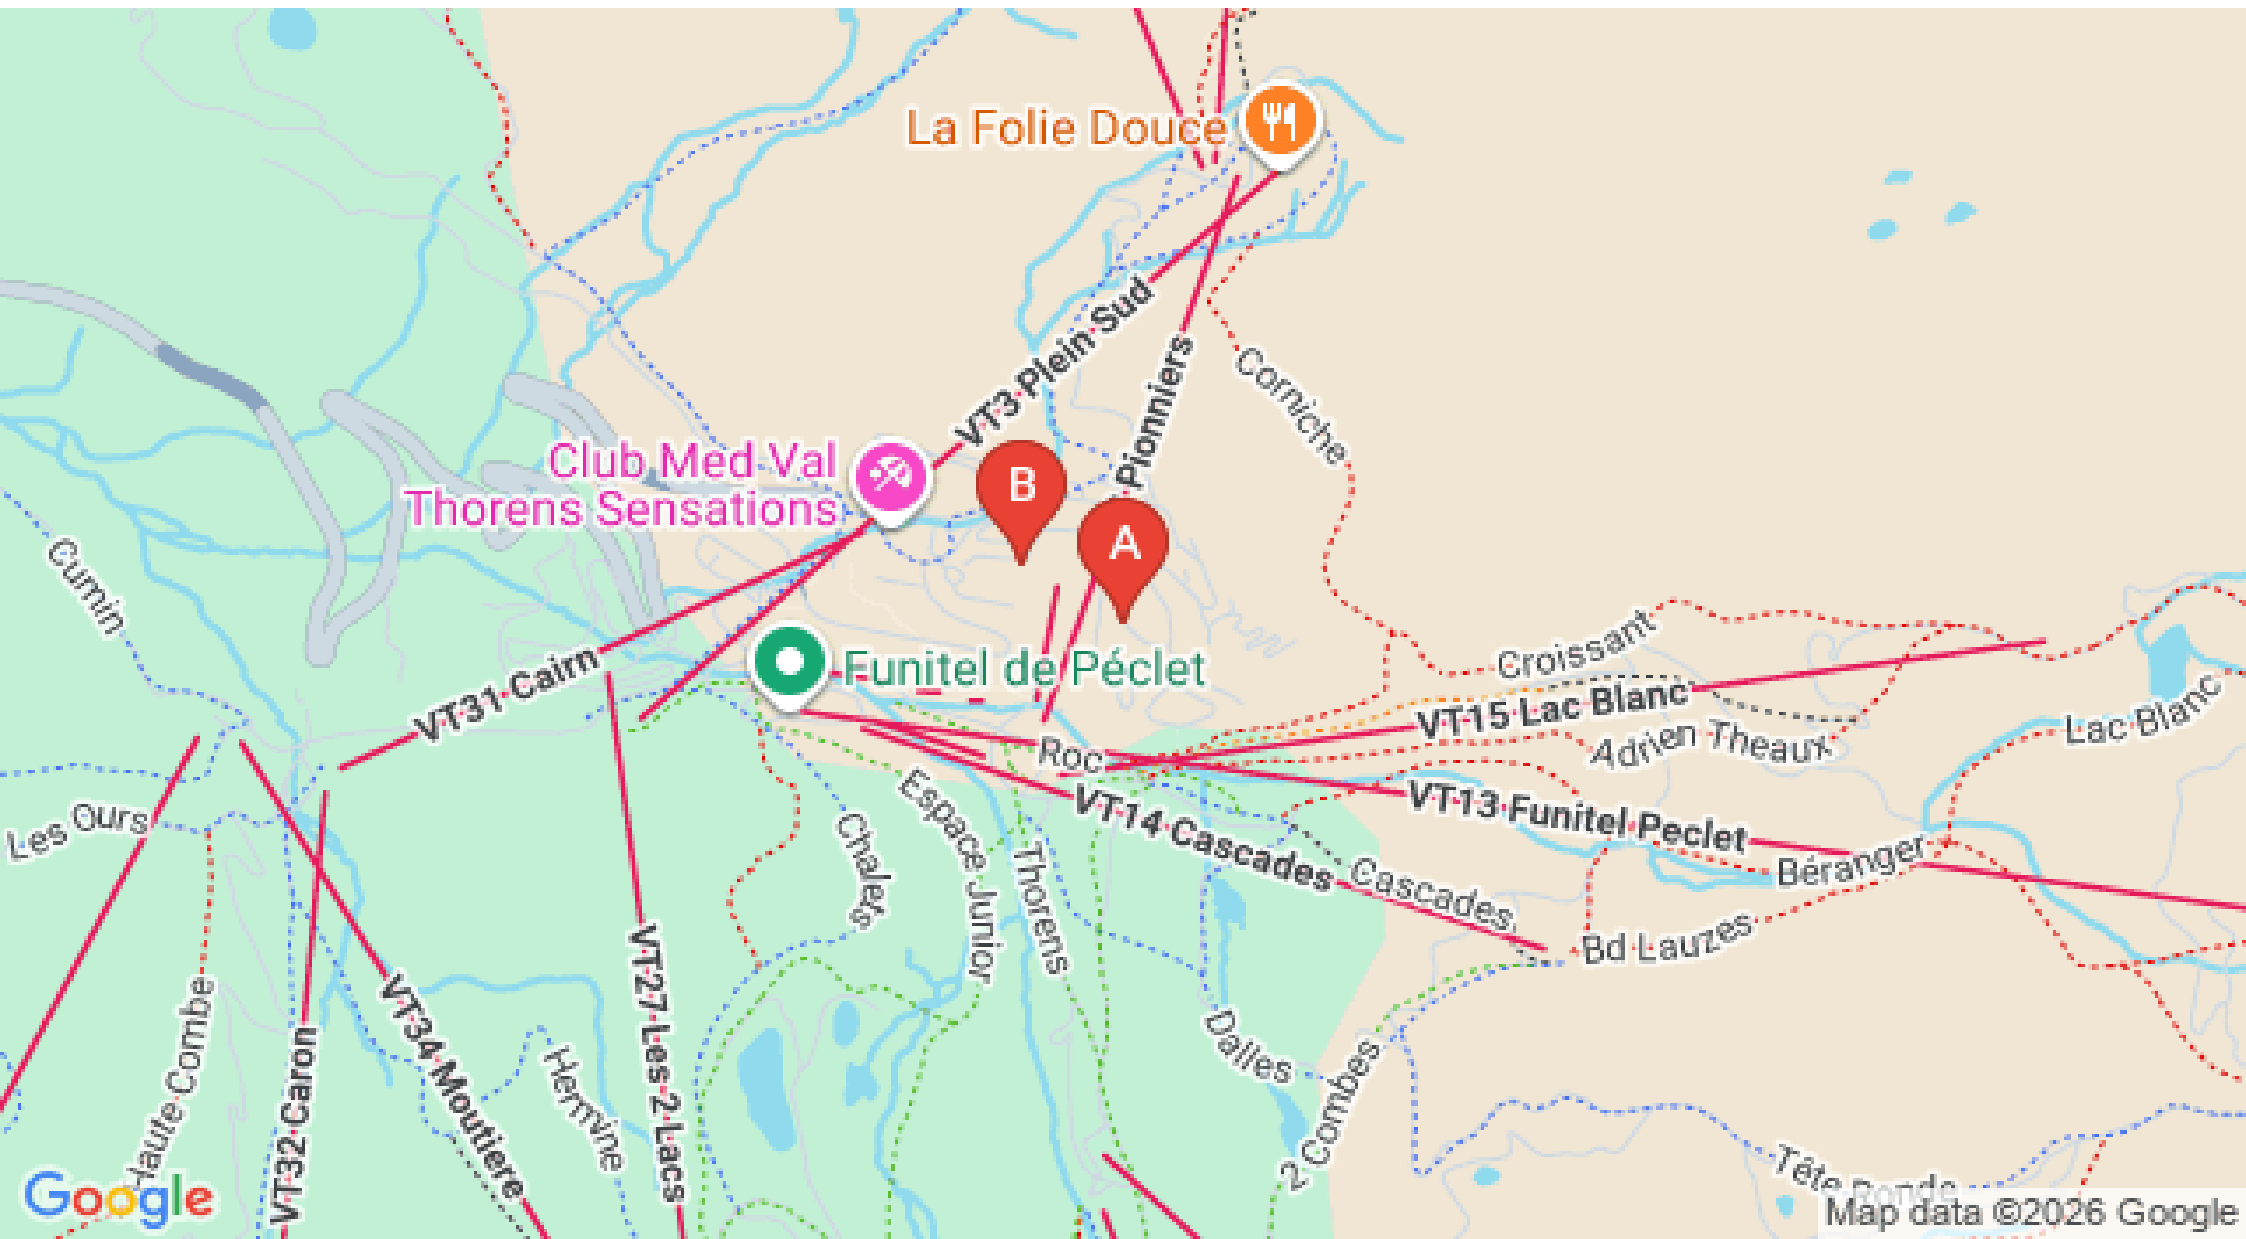 La Folie Douce
VT3 Plein Sud
Pionniers
Corniche
Club Med Val
Thorens Sensations
B
A
Cumin
Funitel de Péclet
VT31 Cairn
Croissant
VT15 Lac Blanc
Adrien Theaux
Lac Blanc
Roc
VT13 Funitel Peclet
VT14 Cascades
Cascades
Béranger
Bd Lauzes
Les Ours
Chalets
Espace Junior
Thorens
VT27 Les 2 Lacs
VT34 Moutiere
VT32 Caron
Haute Combe
Hermine
Dalles
2 Combes
Tête Ronde
Google
Map data ©2026 Google